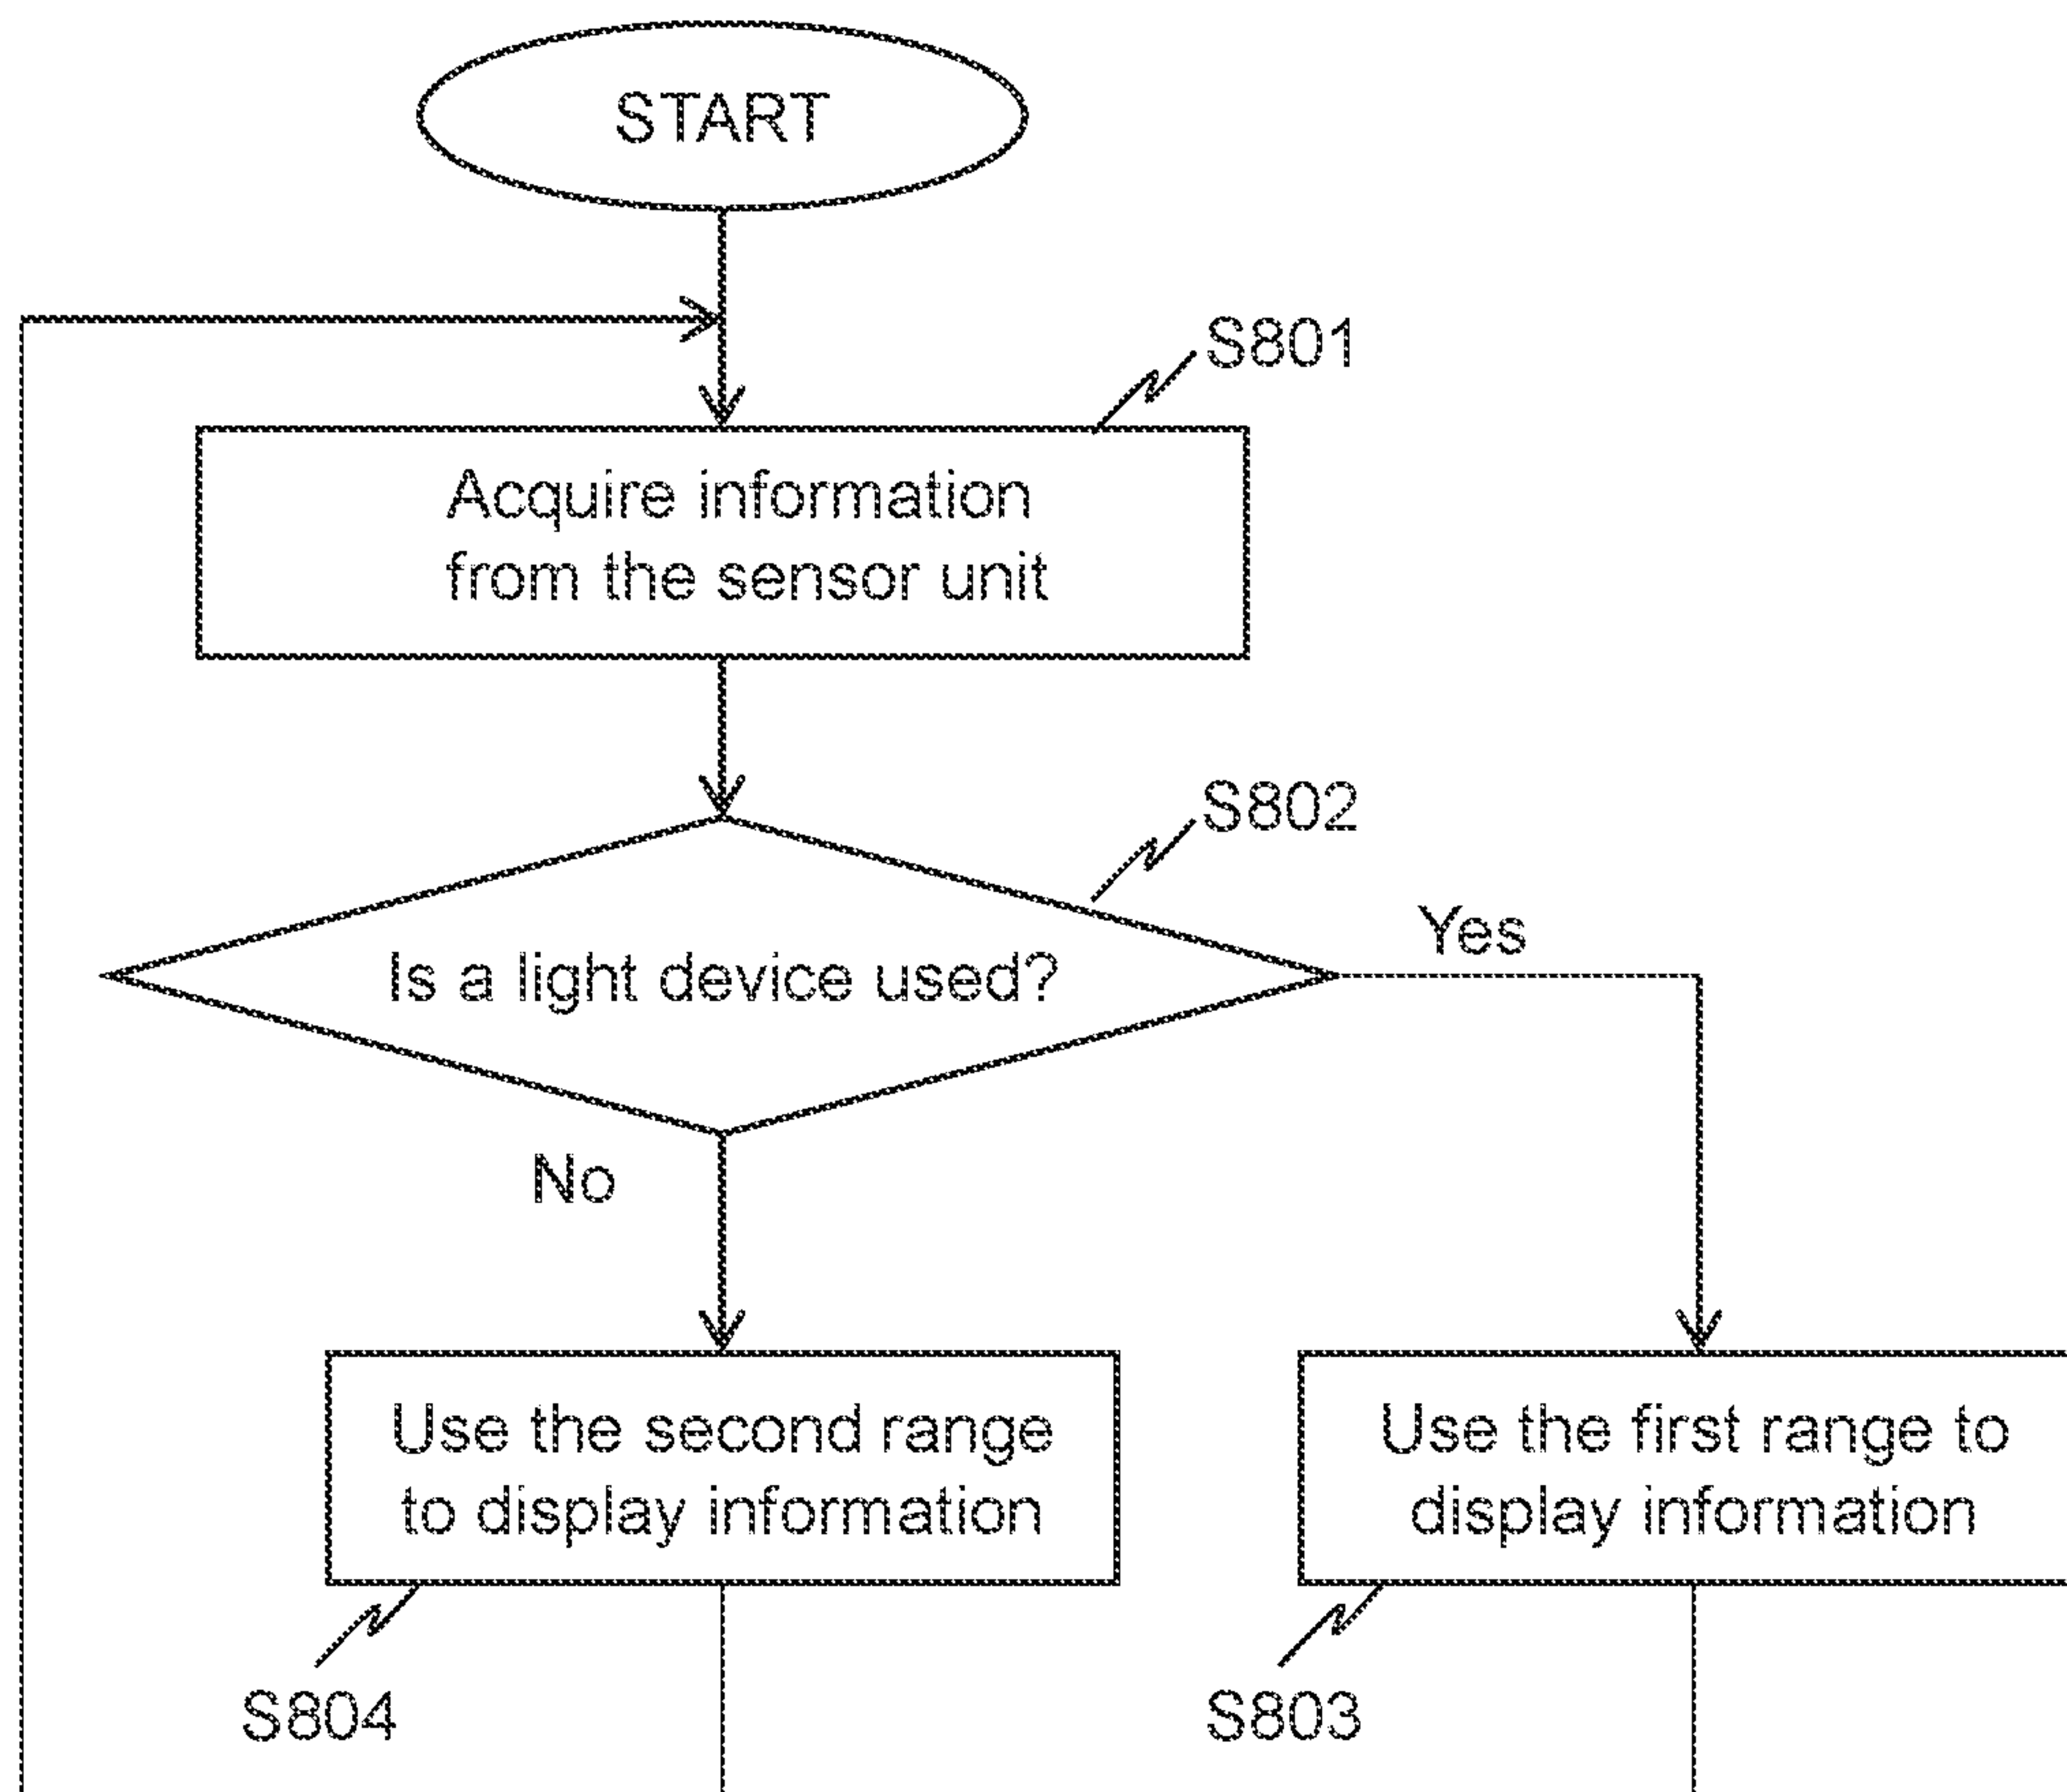 START
S801
Acquire information
from the sensor unit
S802
Is a light device used?
Yes
No
Use the second range
to display information
Use the first range to
display information
S804
S803